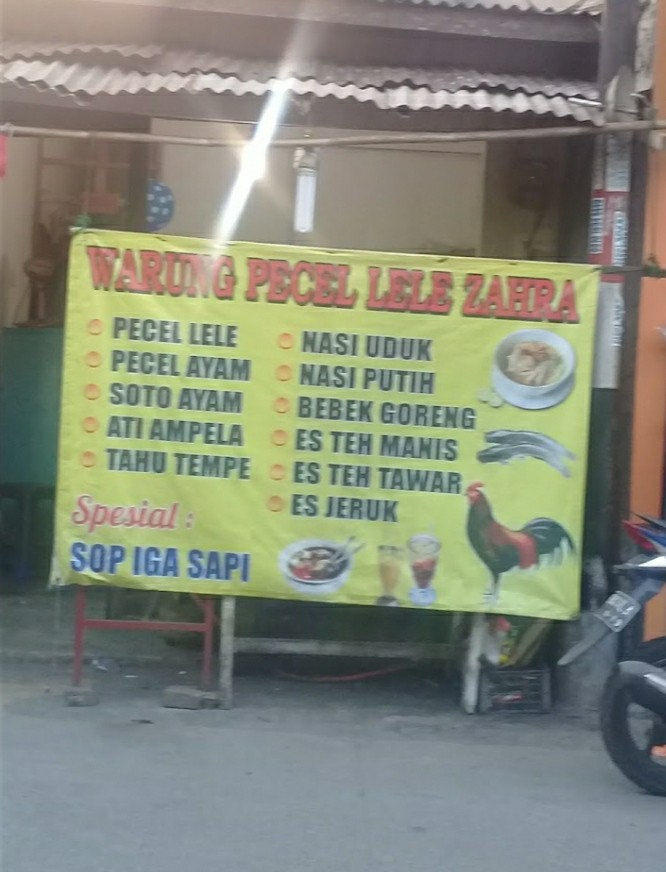 WARUNG PECEL LELE ZAHRA
PECEL LELE
PECEL AYAM
SOTO AYAM
ATI AMPELA
TAHU TEMPE
NASI UDUK
NASI PUTIH
BEBEK GORENG
ES TEH MANIS
ES TEH TAWAR
ES JERUK
Spesial :
SOP IGA SAPI